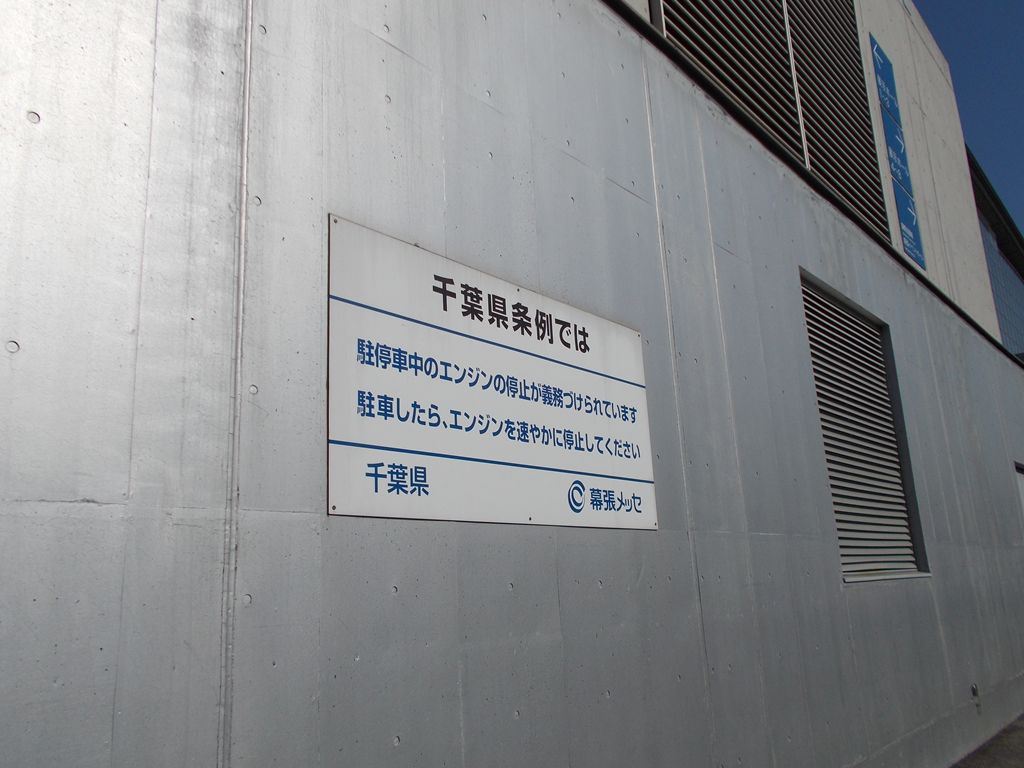 千葉県条例では
駐停車中のエンジンの停止が義務づけられています
駐車したら、エンジンを速やかに停止してください
千葉県
幕張メッセ